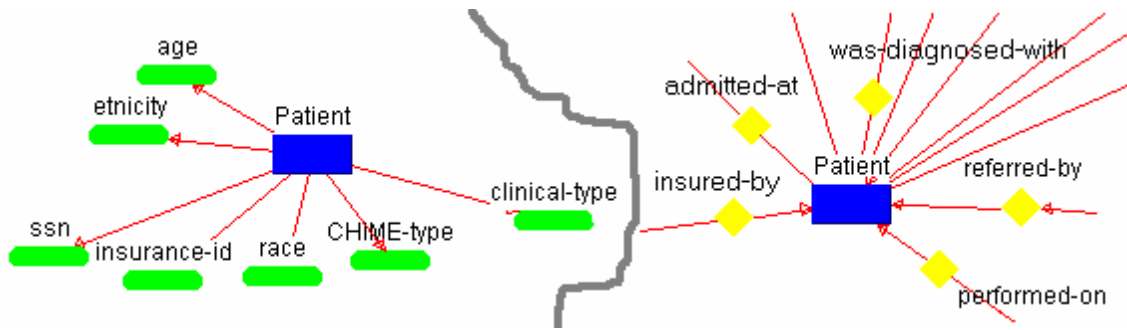 age
etnicity
Patient
clinical-type
ssn
insurance-id
race
CHIME-type
was-diagnosed-with
admitted-at
Patient
insured-by
referred-by
performed-on